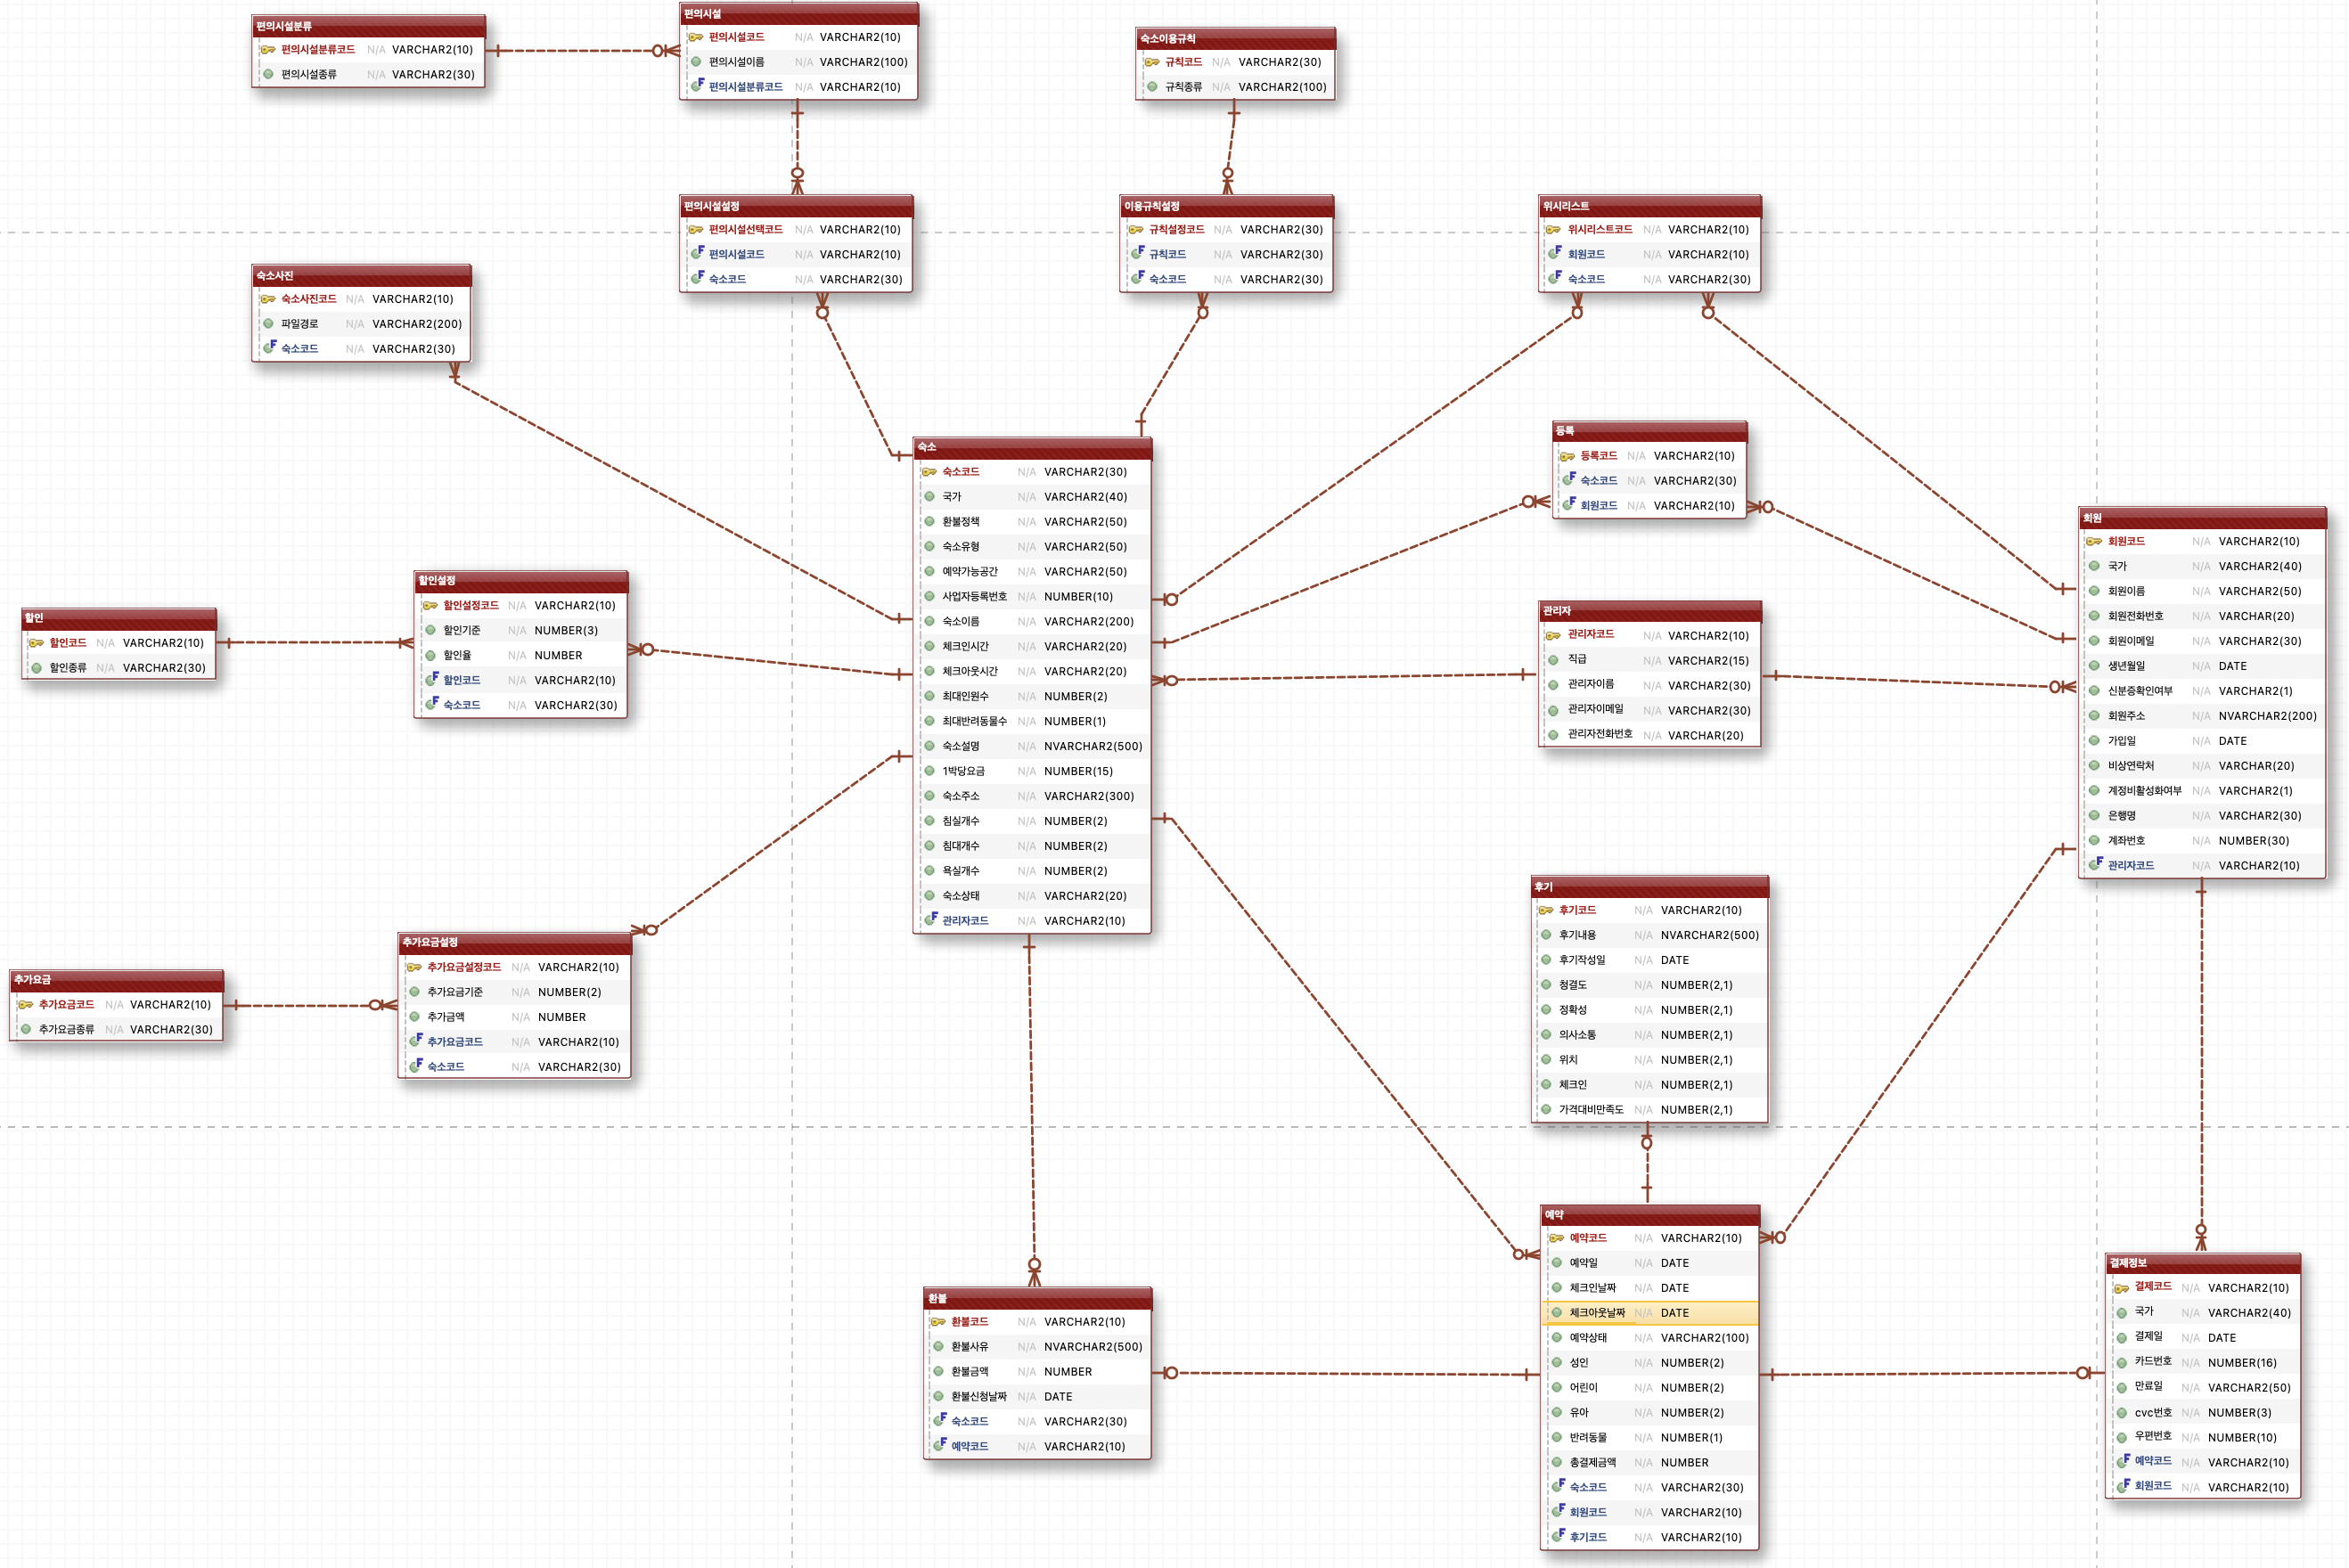 편의시설분류
편의시설분류코드 N/A VARCHAR2(10)
편의시설종류 N/A VARCHAR2(30)
편의시설
편의시설코드 N/A VARCHAR2(10)
편의시설이름 N/A VARCHAR2(100)
편의시설분류코드 N/A VARCHAR2(10)
숙소이용규칙
규칙코드 N/A VARCHAR2(30)
규칙종류 N/A VARCHAR2(100)
편의시설설정
편의시설선택코드 N/A VARCHAR2(10)
편의시설코드 N/A VARCHAR2(10)
숙소코드 N/A VARCHAR2(30)
이용규칙설정
규칙설정코드 N/A VARCHAR2(30)
규칙코드 N/A VARCHAR2(30)
숙소코드 N/A VARCHAR2(30)
위시리스트
위시리스트코드 N/A VARCHAR2(10)
회원코드 N/A VARCHAR2(10)
숙소코드 N/A VARCHAR2(30)
숙소사진
숙소사진코드 N/A VARCHAR2(10)
파일경로 N/A VARCHAR2(200)
숙소코드 N/A VARCHAR2(30)
숙소
숙소코드 N/A VARCHAR2(30)
국가 N/A VARCHAR2(40)
환불정책 N/A VARCHAR2(50)
숙소유형 N/A VARCHAR2(50)
예약가능공간 N/A VARCHAR2(50)
사업자등록번호 N/A NUMBER(10)
숙소이름 N/A VARCHAR2(200)
체크인시간 N/A VARCHAR2(20)
체크아웃시간 N/A VARCHAR2(20)
최대인원수 N/A NUMBER(2)
최대반려동물수 N/A NUMBER(1)
숙소설명 N/A NVARCHAR2(500)
1박당요금 N/A NUMBER(15)
숙소주소 N/A VARCHAR2(300)
침실개수 N/A NUMBER(2)
침대개수 N/A NUMBER(2)
욕실개수 N/A NUMBER(2)
숙소상태 N/A VARCHAR2(20)
관리자코드 N/A VARCHAR2(10)
등록
등록코드 N/A VARCHAR2(10)
숙소코드 N/A VARCHAR2(30)
회원코드 N/A VARCHAR2(10)
회원
회원코드 N/A VARCHAR2(10)
국가 N/A VARCHAR2(40)
회원이름 N/A VARCHAR2(50)
회원전화번호 N/A VARCHAR(20)
회원이메일 N/A VARCHAR2(30)
생년월일 N/A DATE
신분증확인여부 N/A VARCHAR2(1)
회원주소 N/A NVARCHAR2(200)
가입일 N/A DATE
비상연락처 N/A VARCHAR(20)
계정비활성화여부 N/A VARCHAR2(1)
은행명 N/A VARCHAR2(30)
계좌번호 N/A NUMBER(30)
관리자코드 N/A VARCHAR2(10)
할인
할인코드 N/A VARCHAR2(10)
할인종류 N/A VARCHAR2(30)
할인설정
할인설정코드 N/A VARCHAR2(10)
할인기준 N/A NUMBER(3)
할인율 N/A NUMBER
할인코드 N/A VARCHAR2(10)
숙소코드 N/A VARCHAR2(30)
관리자
관리자코드 N/A VARCHAR2(10)
직급 N/A VARCHAR2(15)
관리자이름 N/A VARCHAR2(30)
관리자이메일 N/A VARCHAR2(30)
관리자전화번호 N/A VARCHAR(20)
후기
후기코드 N/A VARCHAR2(10)
후기내용 N/A NVARCHAR2(500)
후기작성일 N/A DATE
청결도 N/A NUMBER(2,1)
정확성 N/A NUMBER(2,1)
의사소통 N/A NUMBER(2,1)
위치 N/A NUMBER(2,1)
체크인 N/A NUMBER(2,1)
가격대비만족도 N/A NUMBER(2,1)
추가요금
추가요금코드 N/A VARCHAR2(10)
추가요금종류 N/A VARCHAR2(30)
추가요금설정
추가요금설정코드 N/A VARCHAR2(10)
추가요금기준 N/A NUMBER(2)
추가금액 N/A NUMBER
추가요금코드 N/A VARCHAR2(10)
숙소코드 N/A VARCHAR2(30)
환불
환불코드 N/A VARCHAR2(10)
환불사유 N/A NVARCHAR2(500)
환불금액 N/A NUMBER
환불신청날짜 N/A DATE
숙소코드 N/A VARCHAR2(30)
예약코드 N/A VARCHAR2(10)
예약
예약코드 N/A VARCHAR2(10)
예약일 N/A DATE
체크인날짜 N/A DATE
체크아웃날짜 N/A DATE
예약상태 N/A VARCHAR2(100)
성인 N/A NUMBER(2)
어린이 N/A NUMBER(2)
유아 N/A NUMBER(2)
반려동물 N/A NUMBER(1)
총결제금액 N/A NUMBER
숙소코드 N/A VARCHAR2(30)
회원코드 N/A VARCHAR2(10)
후기코드 N/A VARCHAR2(10)
결제정보
결제코드 N/A VARCHAR2(10)
국가 N/A VARCHAR2(40)
결제일 N/A DATE
카드번호 N/A NUMBER(16)
만료일 N/A VARCHAR2(50)
cvc번호 N/A NUMBER(3)
우편번호 N/A NUMBER(10)
예약코드 N/A VARCHAR2(10)
회원코드 N/A VARCHAR2(10)